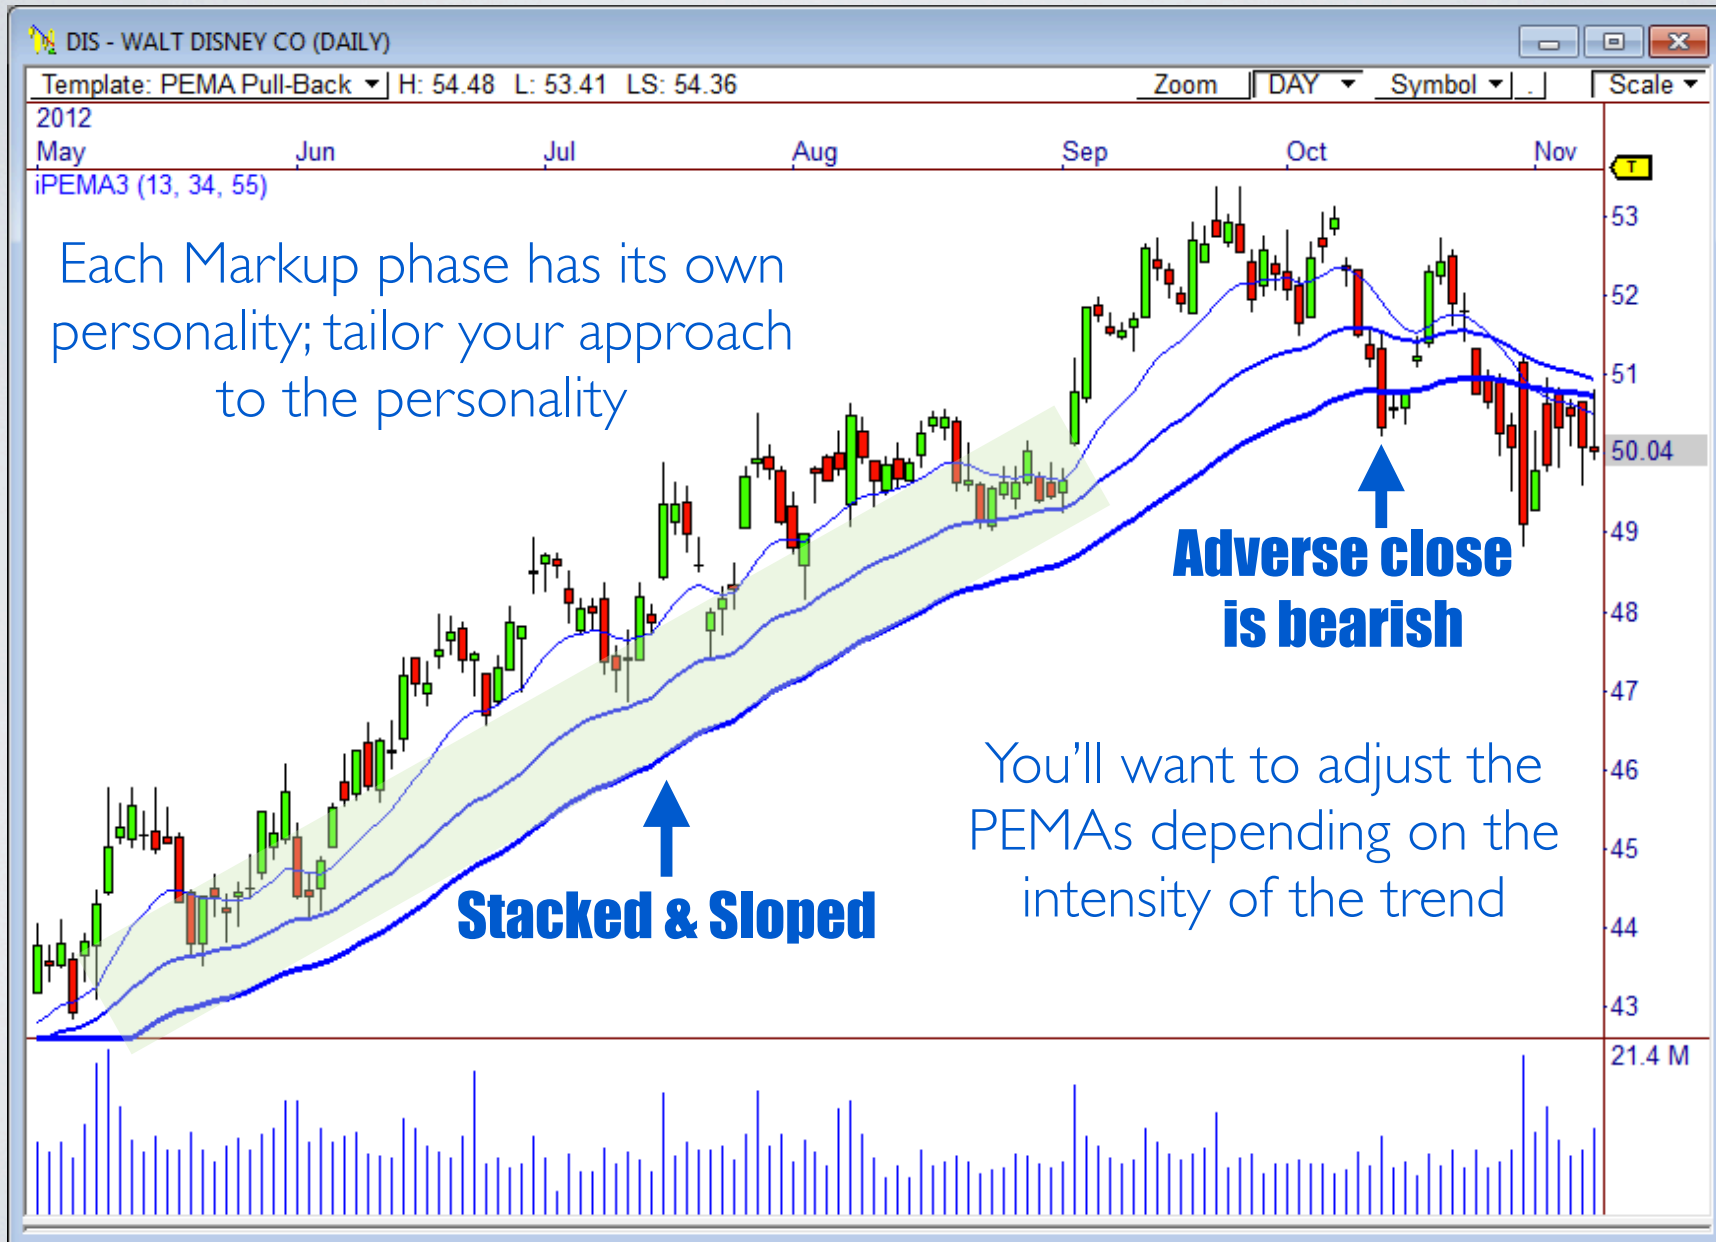 DIS - WALT DISNEY CO (DAILY)
Template: PEMA Pull-Back H: 54.48 L: 53.41 LS: 54.36 Zoom DAY Symbol . Scale
2012
May Jun Jul Aug Sep Oct Nov
T
iPEMA3 (13, 34, 55)
53
Each Markup phase has its own
personality; tailor your approach
to the personality
52
51
50.04
49
Adverse close
is bearish
48
47
46
You'll want to adjust the
PEMAs depending on the
intensity of the trend
45
Stacked & Sloped
44
43
21.4 M